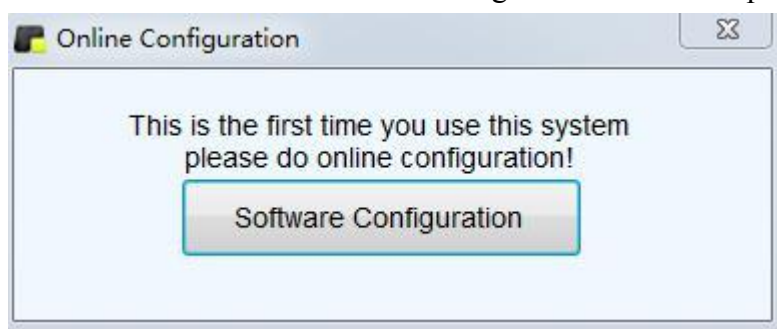 Online Configuration
This is the first time you use this system
please do online configuration!
Software Configuration